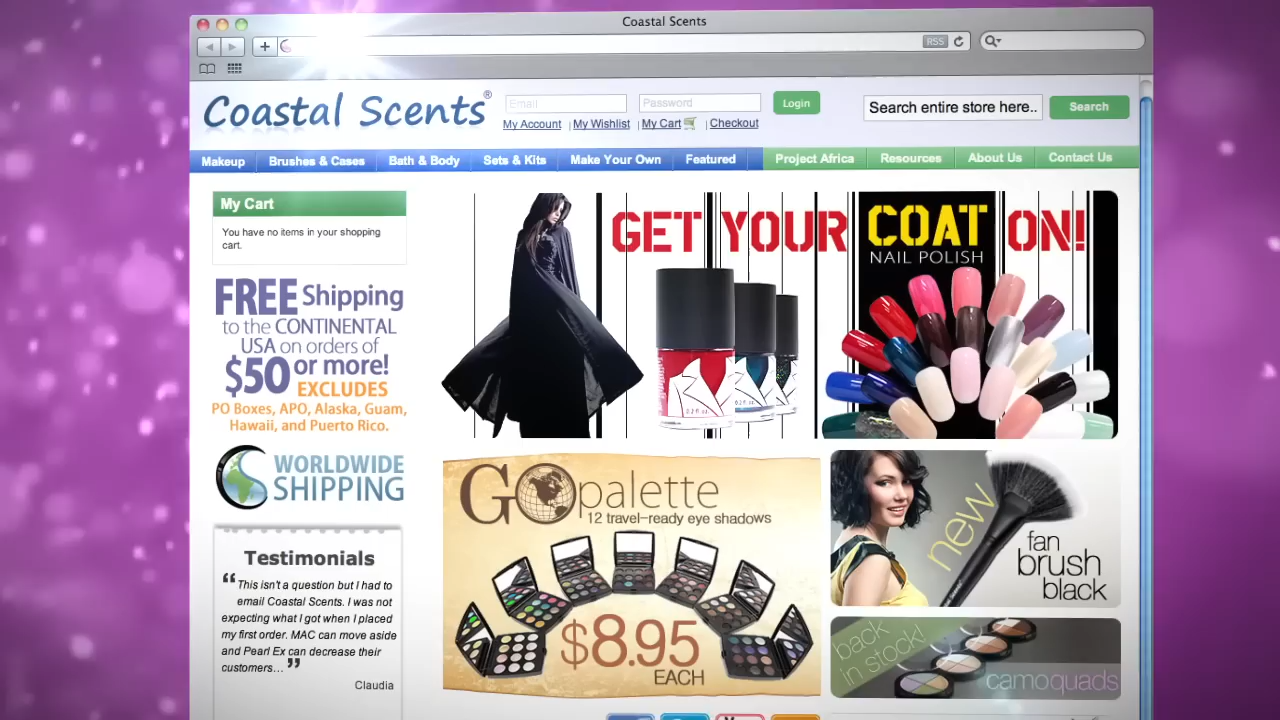 Coastal Scents
RSS
Coastal Scents®
Email
Password
Login
Search entire store here..
Search
My Account
My Wishlist
My Cart
Checkout
Makeup
Brushes & Cases
Bath & Body
Sets & Kits
Make Your Own
Featured
Project Africa
Resources
About Us
Contact Us
My Cart
You have no items in your shopping
cart.
FREE Shipping
to the CONTINENTAL
USA on orders of
$50 or more!
EXCLUDES
PO Boxes, APO, Alaska, Guam,
Hawaii, and Puerto Rico.
WORLDWIDE
SHIPPING
Testimonials
“This isn't a question but I had to
email Coastal Scents. I was not
expecting what I got when I placed
my first order. MAC can move aside
and Pearl Ex can decrease their
customers...”
Claudia
GET YOUR COAT ON!
NAIL POLISH
GO palette
12 travel-ready eye shadows
$8.95
EACH
new
fan
brush
black
back
in stock!
camoquads